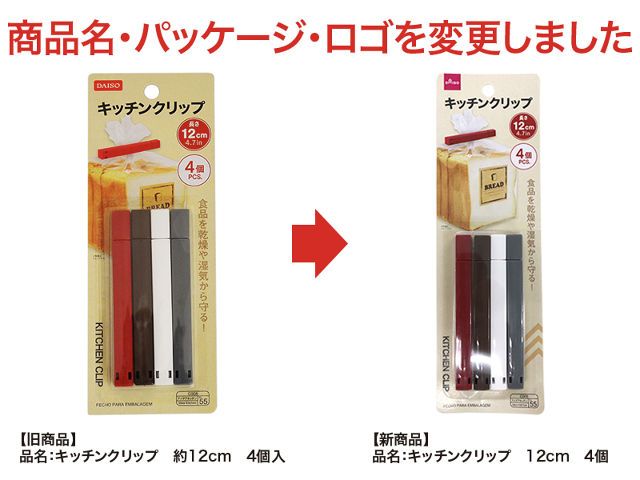 商品名・パッケージ・ロゴを変更しました
DAISO
キッチンクリップ
長さ
12cm
4.7in
4個
PCS.
BREAD
食品を乾燥や湿気から守る!
KITCHEN CLIP
FECHO PARA EMBALAGEM
55
DAISO
キッチンクリップ
長さ
12cm
4.7in
4個
PCS.
BREAD
食品を乾燥や湿気から守る!
KITCHEN CLIP
FECHO PARA EMBALAGEM
55
【旧商品】
品名:キッチンクリップ 約12cm 4個入
【新商品】
品名:キッチンクリップ 12cm 4個